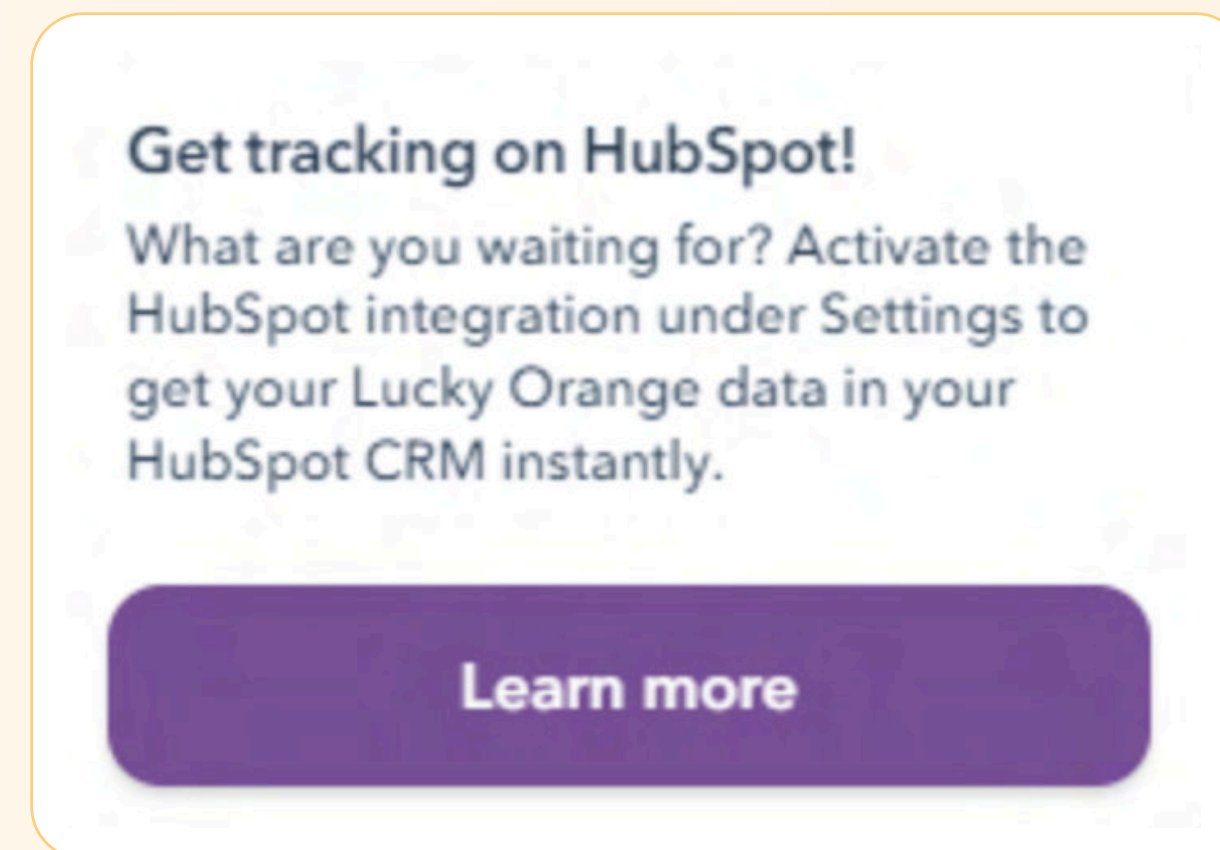 Get tracking on HubSpot!
What are you waiting for? Activate the
HubSpot integration under Settings to
get your Lucky Orange data in your
HubSpot CRM instantly.
Learn more